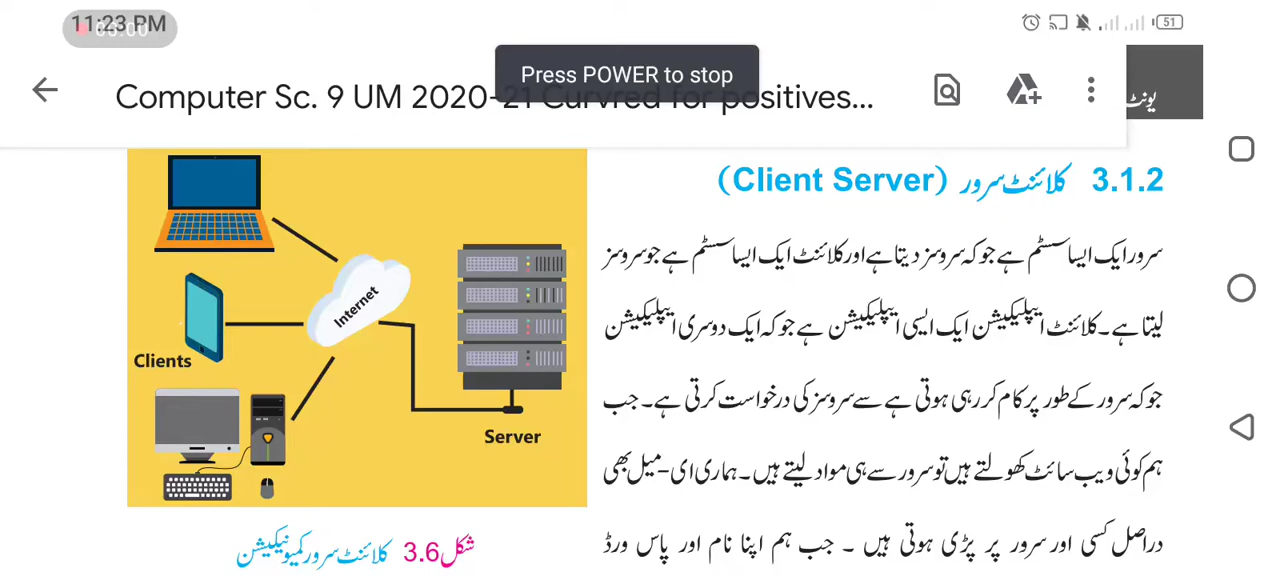 11:23 PM
00:00
51
Press POWER to stop
Computer Sc. 9 UM 2020-21 Curvred for positives...
یونٹ
3.1.2 کلائنٹ سرور (Client Server)
سرور ایک ایسا سسٹم ہے جو کہ سروسز دیتا ہے اور کلائنٹ ایک ایسا سسٹم ہے جو سروسز
لیتا ہے۔ کلائنٹ ایپلیکیشن ایک ایسی ایپلیکیشن ہے جو کہ ایک دوسری ایپلیکیشن
جو کہ سرور کے طور پر کام کر رہی ہوتی ہے سے سروسز کی درخواست کرتی ہے۔ جب
ہم کوئی ویب سائٹ کھولتے ہیں تو سرور سے ہی مواد لیتے ہیں۔ ہماری ای-میل بھی
دراصل کسی اور سرور پر پڑی ہوتی ہیں ۔ جب ہم اپنا نام اور پاس ورڈ
Internet
Clients
Server
شکل 3.6 کلائنٹ سرور کمیونیکیشن